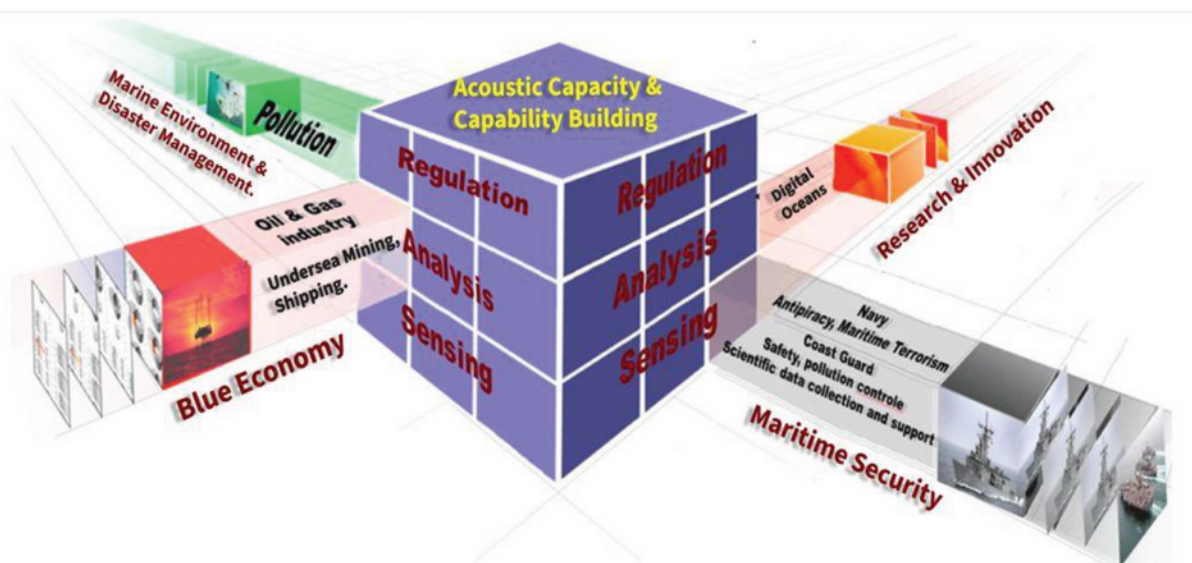 Acoustic Capacity &
Capability Building
Regulation
Analysis
Sensing
Regulation
Analysis
Sensing
Pollution
Marine Environment &
Disaster Management.
Oil & Gas
industry
Undersea Mining,
Shipping.
Blue Economy
Digital
Oceans
Research & Innovation
Navy
Antipiracy, Maritime Terrorism
Coast Guard
Safety, pollution controle
Scientific data collection and support
Maritime Security